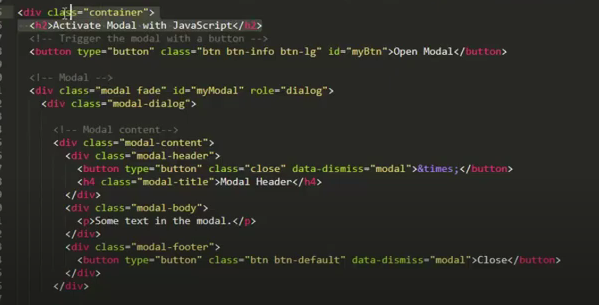 <div class="container">
<h2>Activate Modal with JavaScript</h2>
<!-- Trigger the modal with a button -->
<button type="button" class="btn btn-info btn-lg" id="myBtn">Open Modal</button>
<!-- Modal -->
<div class="modal fade" id="myModal" role="dialog">
<div class="modal-dialog">
<!-- Modal content-->
<div class="modal-content">
<div class="modal-header">
<button type="button" class="close" data-dismiss="modal">&times;</button>
<h4 class="modal-title">Modal Header</h4>
</div>
<div class="modal-body">
<p>Some text in the modal.</p>
</div>
<div class="modal-footer">
<button type="button" class="btn btn-default" data-dismiss="modal">Close</button>
</div>
</div>